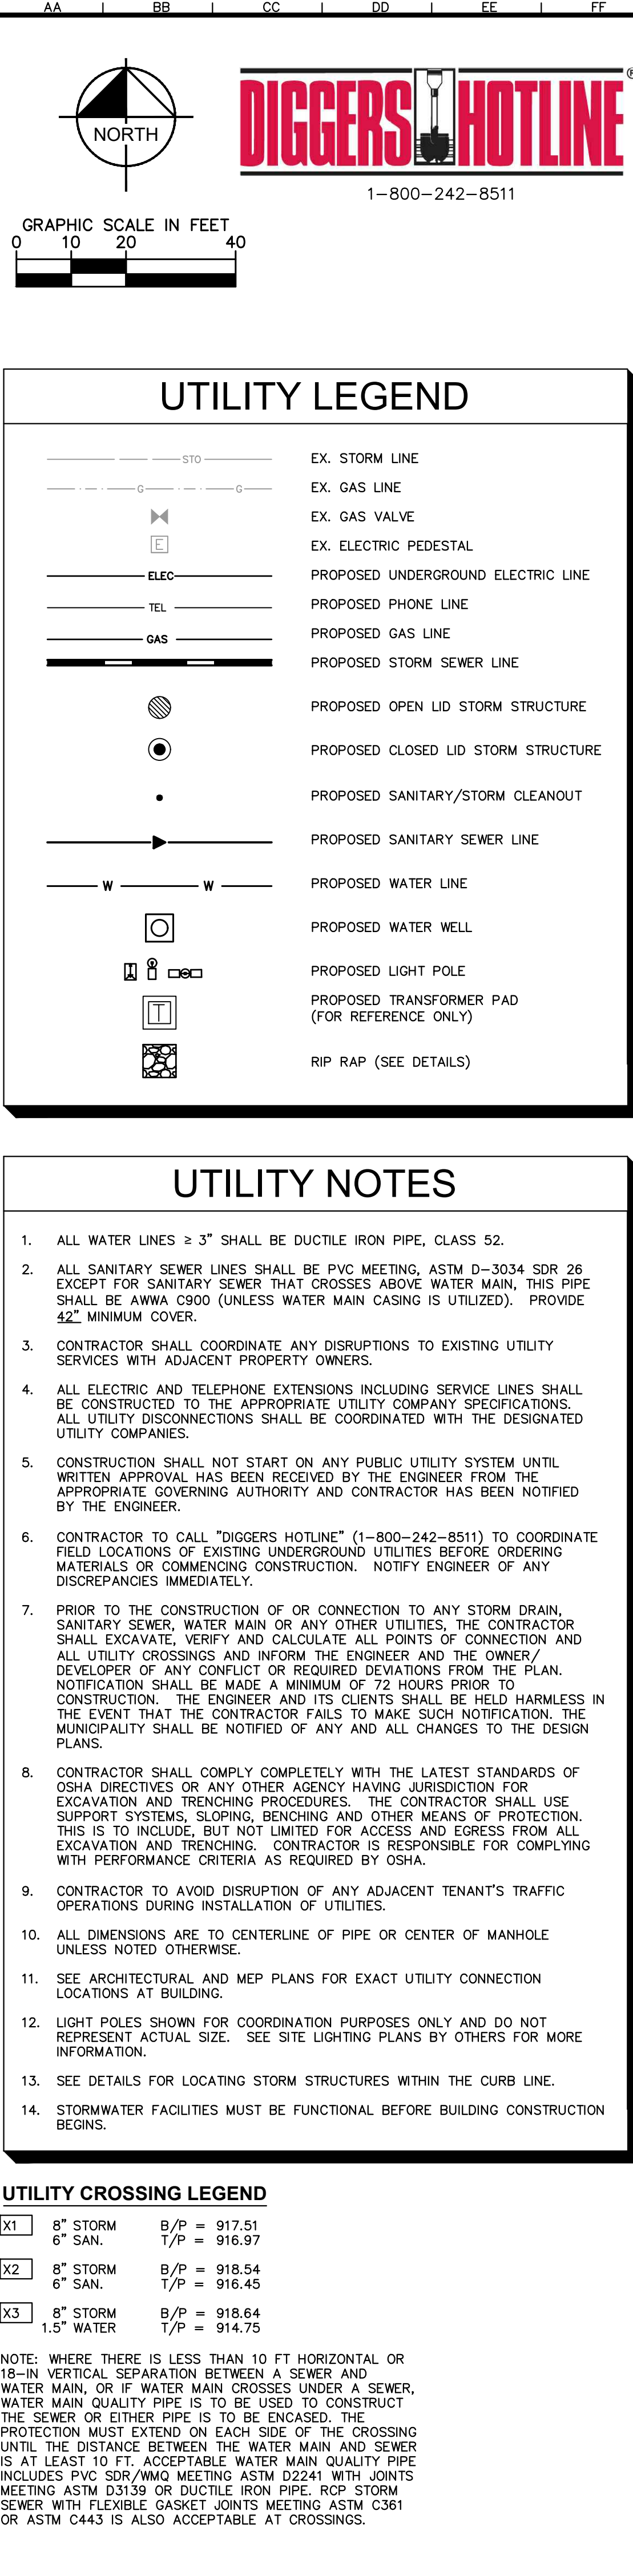 AA BB CC DD EE FF
NORTH
DIGGERS HOTLINE®
1-800-242-8511
GRAPHIC SCALE IN FEET
0 10 20 40
UTILITY LEGEND
STO EX. STORM LINE
G G EX. GAS LINE
EX. GAS VALVE
E EX. ELECTRIC PEDESTAL
ELEC PROPOSED UNDERGROUND ELECTRIC LINE
TEL PROPOSED PHONE LINE
GAS PROPOSED GAS LINE
PROPOSED STORM SEWER LINE
PROPOSED OPEN LID STORM STRUCTURE
PROPOSED CLOSED LID STORM STRUCTURE
PROPOSED SANITARY/STORM CLEANOUT
PROPOSED SANITARY SEWER LINE
W W PROPOSED WATER LINE
PROPOSED WATER WELL
PROPOSED LIGHT POLE
T PROPOSED TRANSFORMER PAD
(FOR REFERENCE ONLY)
RIP RAP (SEE DETAILS)
UTILITY NOTES
1. ALL WATER LINES ≥ 3" SHALL BE DUCTILE IRON PIPE, CLASS 52.
2. ALL SANITARY SEWER LINES SHALL BE PVC MEETING, ASTM D-3034 SDR 26
EXCEPT FOR SANITARY SEWER THAT CROSSES ABOVE WATER MAIN, THIS PIPE
SHALL BE AWWA C900 (UNLESS WATER MAIN CASING IS UTILIZED). PROVIDE
42" MINIMUM COVER.
3. CONTRACTOR SHALL COORDINATE ANY DISRUPTIONS TO EXISTING UTILITY
SERVICES WITH ADJACENT PROPERTY OWNERS.
4. ALL ELECTRIC AND TELEPHONE EXTENSIONS INCLUDING SERVICE LINES SHALL
BE CONSTRUCTED TO THE APPROPRIATE UTILITY COMPANY SPECIFICATIONS.
ALL UTILITY DISCONNECTIONS SHALL BE COORDINATED WITH THE DESIGNATED
UTILITY COMPANIES.
5. CONSTRUCTION SHALL NOT START ON ANY PUBLIC UTILITY SYSTEM UNTIL
WRITTEN APPROVAL HAS BEEN RECEIVED BY THE ENGINEER FROM THE
APPROPRIATE GOVERNING AUTHORITY AND CONTRACTOR HAS BEEN NOTIFIED
BY THE ENGINEER.
6. CONTRACTOR TO CALL "DIGGERS HOTLINE" (1-800-242-8511) TO COORDINATE
FIELD LOCATIONS OF EXISTING UNDERGROUND UTILITIES BEFORE ORDERING
MATERIALS OR COMMENCING CONSTRUCTION. NOTIFY ENGINEER OF ANY
DISCREPANCIES IMMEDIATELY.
7. PRIOR TO THE CONSTRUCTION OF OR CONNECTION TO ANY STORM DRAIN,
SANITARY SEWER, WATER MAIN OR ANY OTHER UTILITIES, THE CONTRACTOR
SHALL EXCAVATE, VERIFY AND CALCULATE ALL POINTS OF CONNECTION AND
ALL UTILITY CROSSINGS AND INFORM THE ENGINEER AND THE OWNER/
DEVELOPER OF ANY CONFLICT OR REQUIRED DEVIATIONS FROM THE PLAN.
NOTIFICATION SHALL BE MADE A MINIMUM OF 72 HOURS PRIOR TO
CONSTRUCTION. THE ENGINEER AND ITS CLIENTS SHALL BE HELD HARMLESS IN
THE EVENT THAT THE CONTRACTOR FAILS TO MAKE SUCH NOTIFICATION. THE
MUNICIPALITY SHALL BE NOTIFIED OF ANY AND ALL CHANGES TO THE DESIGN
PLANS.
8. CONTRACTOR SHALL COMPLY COMPLETELY WITH THE LATEST STANDARDS OF
OSHA DIRECTIVES OR ANY OTHER AGENCY HAVING JURISDICTION FOR
EXCAVATION AND TRENCHING PROCEDURES. THE CONTRACTOR SHALL USE
SUPPORT SYSTEMS, SLOPING, BENCHING AND OTHER MEANS OF PROTECTION.
THIS IS TO INCLUDE, BUT NOT LIMITED FOR ACCESS AND EGRESS FROM ALL
EXCAVATION AND TRENCHING. CONTRACTOR IS RESPONSIBLE FOR COMPLYING
WITH PERFORMANCE CRITERIA AS REQUIRED BY OSHA.
9. CONTRACTOR TO AVOID DISRUPTION OF ANY ADJACENT TENANT'S TRAFFIC
OPERATIONS DURING INSTALLATION OF UTILITIES.
10. ALL DIMENSIONS ARE TO CENTERLINE OF PIPE OR CENTER OF MANHOLE
UNLESS NOTED OTHERWISE.
11. SEE ARCHITECTURAL AND MEP PLANS FOR EXACT UTILITY CONNECTION
LOCATIONS AT BUILDING.
12. LIGHT POLES SHOWN FOR COORDINATION PURPOSES ONLY AND DO NOT
REPRESENT ACTUAL SIZE. SEE SITE LIGHTING PLANS BY OTHERS FOR MORE
INFORMATION.
13. SEE DETAILS FOR LOCATING STORM STRUCTURES WITHIN THE CURB LINE.
14. STORMWATER FACILITIES MUST BE FUNCTIONAL BEFORE BUILDING CONSTRUCTION
BEGINS.
UTILITY CROSSING LEGEND
X1 8" STORM B/P = 917.51
6" SAN. T/P = 916.97
X2 8" STORM B/P = 918.54
6" SAN. T/P = 916.45
X3 8" STORM B/P = 918.64
1.5" WATER T/P = 914.75
NOTE: WHERE THERE IS LESS THAN 10 FT HORIZONTAL OR
18-IN VERTICAL SEPARATION BETWEEN A SEWER AND
WATER MAIN, OR IF WATER MAIN CROSSES UNDER A SEWER,
WATER MAIN QUALITY PIPE IS TO BE USED TO CONSTRUCT
THE SEWER OR EITHER PIPE IS TO BE ENCASED. THE
PROTECTION MUST EXTEND ON EACH SIDE OF THE CROSSING
UNTIL THE DISTANCE BETWEEN THE WATER MAIN AND SEWER
IS AT LEAST 10 FT. ACCEPTABLE WATER MAIN QUALITY PIPE
INCLUDES PVC SDR/WMQ MEETING ASTM D2241 WITH JOINTS
MEETING ASTM D3139 OR DUCTILE IRON PIPE. RCP STORM
SEWER WITH FLEXIBLE GASKET JOINTS MEETING ASTM C361
OR ASTM C443 IS ALSO ACCEPTABLE AT CROSSINGS.